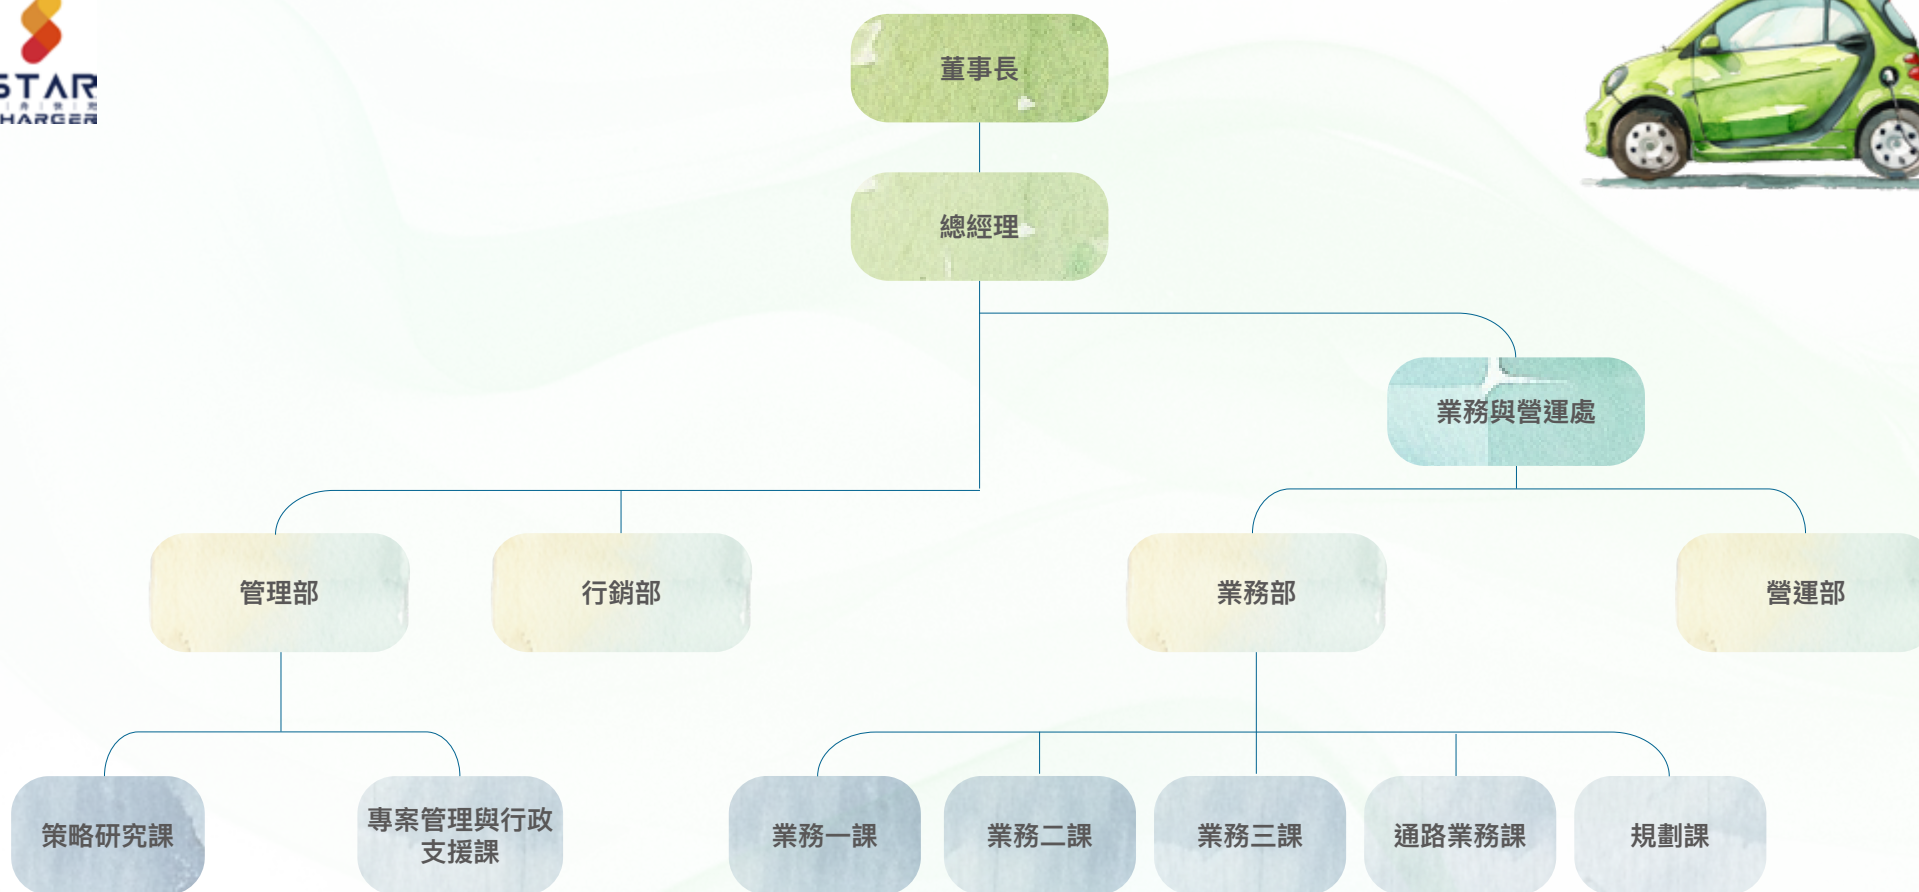 STAR
HARGER
董事長
總經理
業務與營運處
管理部
行銷部
業務部
營運部
策略研究課
專案管理與行政
支援課
業務一課
業務二課
業務三課
通路業務課
規劃課